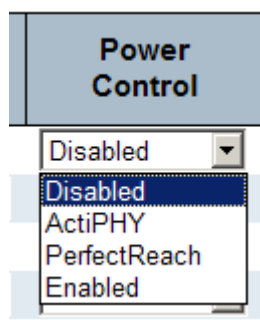 Power
Control
Disabled
Disabled
ActiPHY
PerfectReach
Enabled